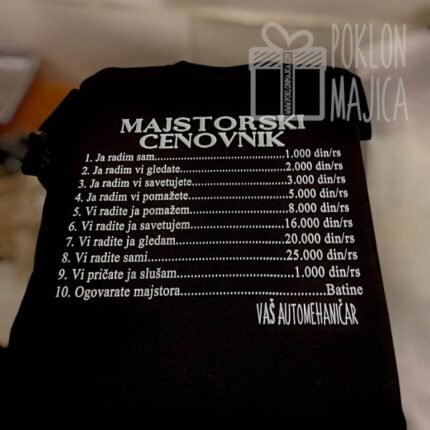 POKLON
MAJICA
WWW.POKLONMAJICA.COM
MAJSTORSKI
CENOVNIK
1. Ja radim sam...............................1.000 din/rs
2. Ja radim vi gledate.......................2.000 din/rs
3. Ja radim vi savetujete..................3.000 din/rs
4. Ja radim vi pomažete...................5.000 din/rs
5. Vi radite ja pomažem...................8.000 din/rs
6. Vi radite ja savetujem................16.000 din/rs
7. Vi radite ja gledam.....................20.000 din/rs
8. Vi radite sami.............................25.000 din/rs
9. Vi pričate ja slušam......................1.000 din/rs
10. Ogovarate majstora...........................Batine
VAŠ AUTOMEHANIČAR